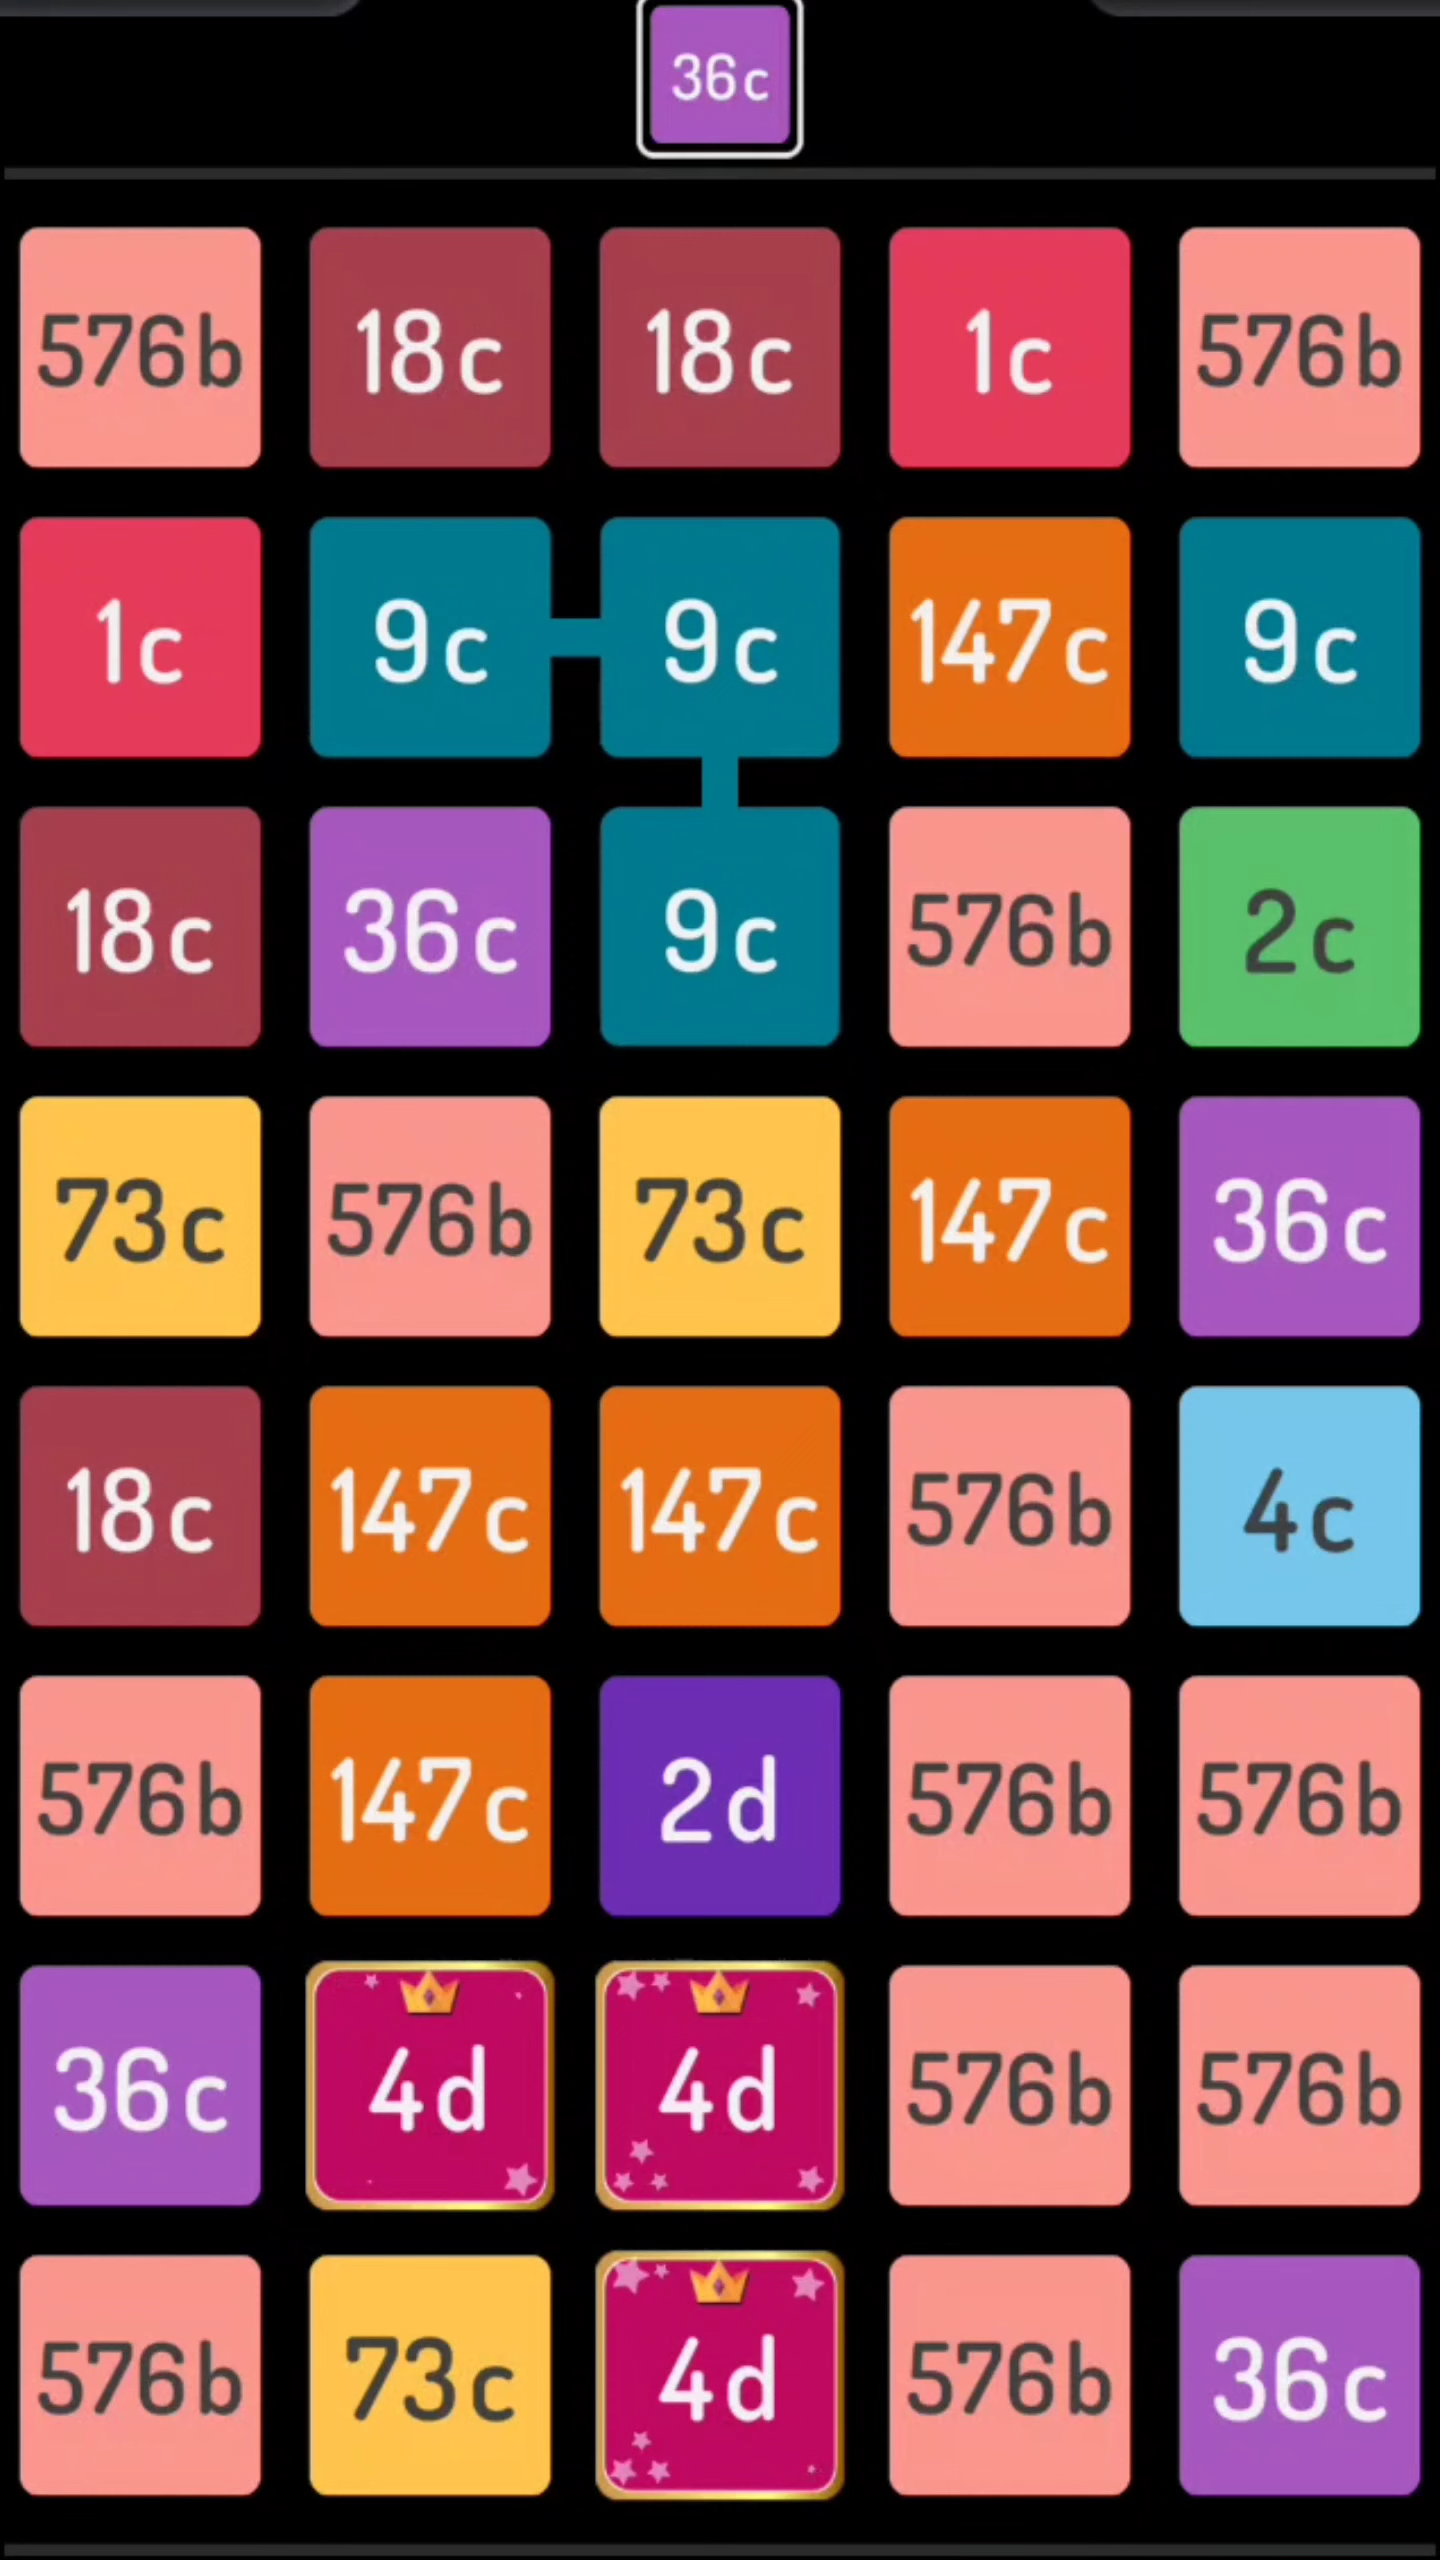 36c
576b 18c 18c 1c 576b
1c 9c 9c 147c 9c
18c 36c 9c 576b 2c
73c 576b 73c 147c 36c
18c 147c 147c 576b 4c
576b 147c 2d 576b 576b
36c 4d 4d 576b 576b
576b 73c 4d 576b 36c